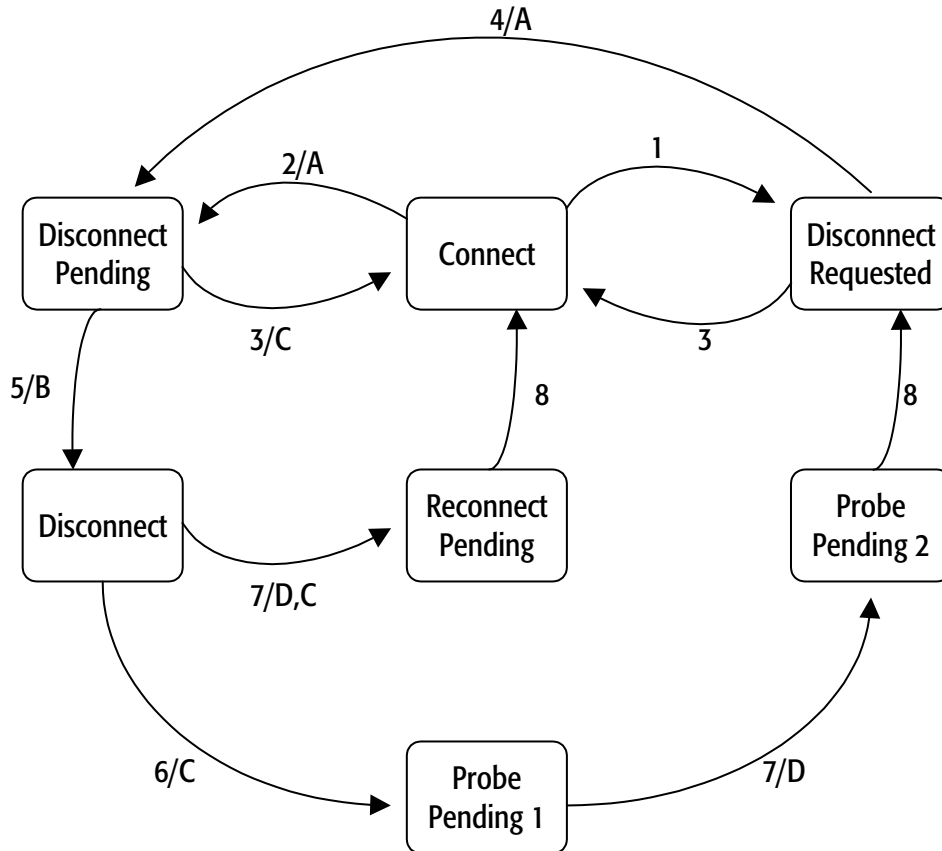 4/A
2/A
1
Disconnect
Pending
Connect
Disconnect
Requested
3/C
3
5/B
8
8
Disconnect
Reconnect
Pending
Probe
Pending 2
7/D,C
6/C
Probe
Pending 1
7/D